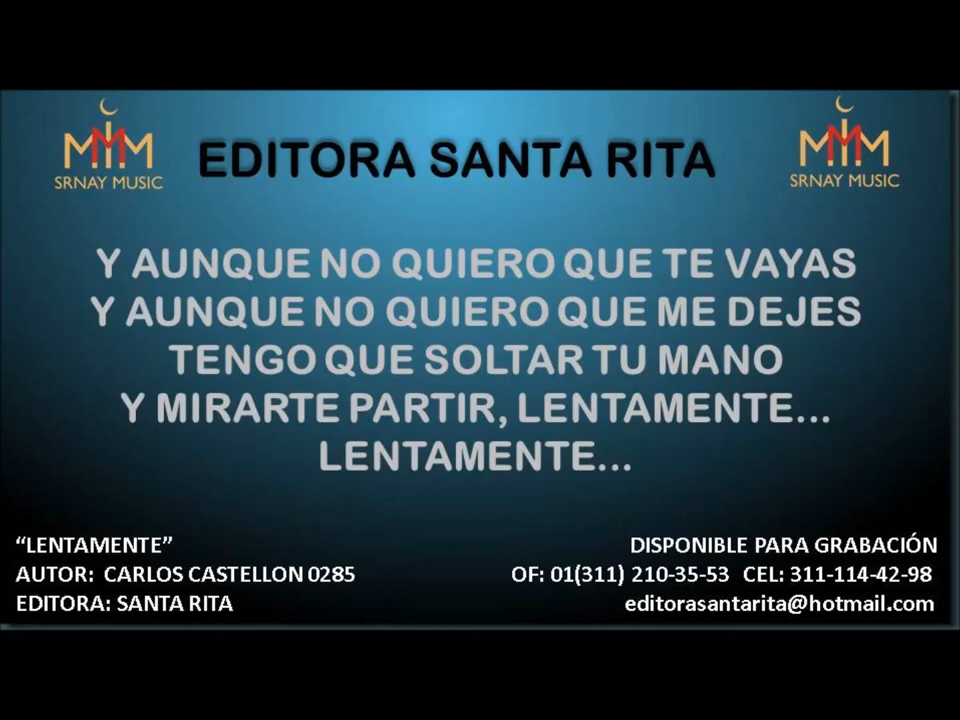 MIM
SRNAY MUSIC
EDITORA SANTA RITA
MIM
SRNAY MUSIC
Y AUNQUE NO QUIERO QUE TE VAYAS
Y AUNQUE NO QUIERO QUE ME DEJES
TENGO QUE SOLTAR TU MANO
Y MIRARTE PARTIR, LENTAMENTE...
LENTAMENTE...
“LENTAMENTE”
AUTOR: CARLOS CASTELLON 0285
EDITORA: SANTA RITA
DISPONIBLE PARA GRABACIÓN
OF: 01(311) 210-35-53 CEL: 311-114-42-98
editorasantarita@hotmail.com